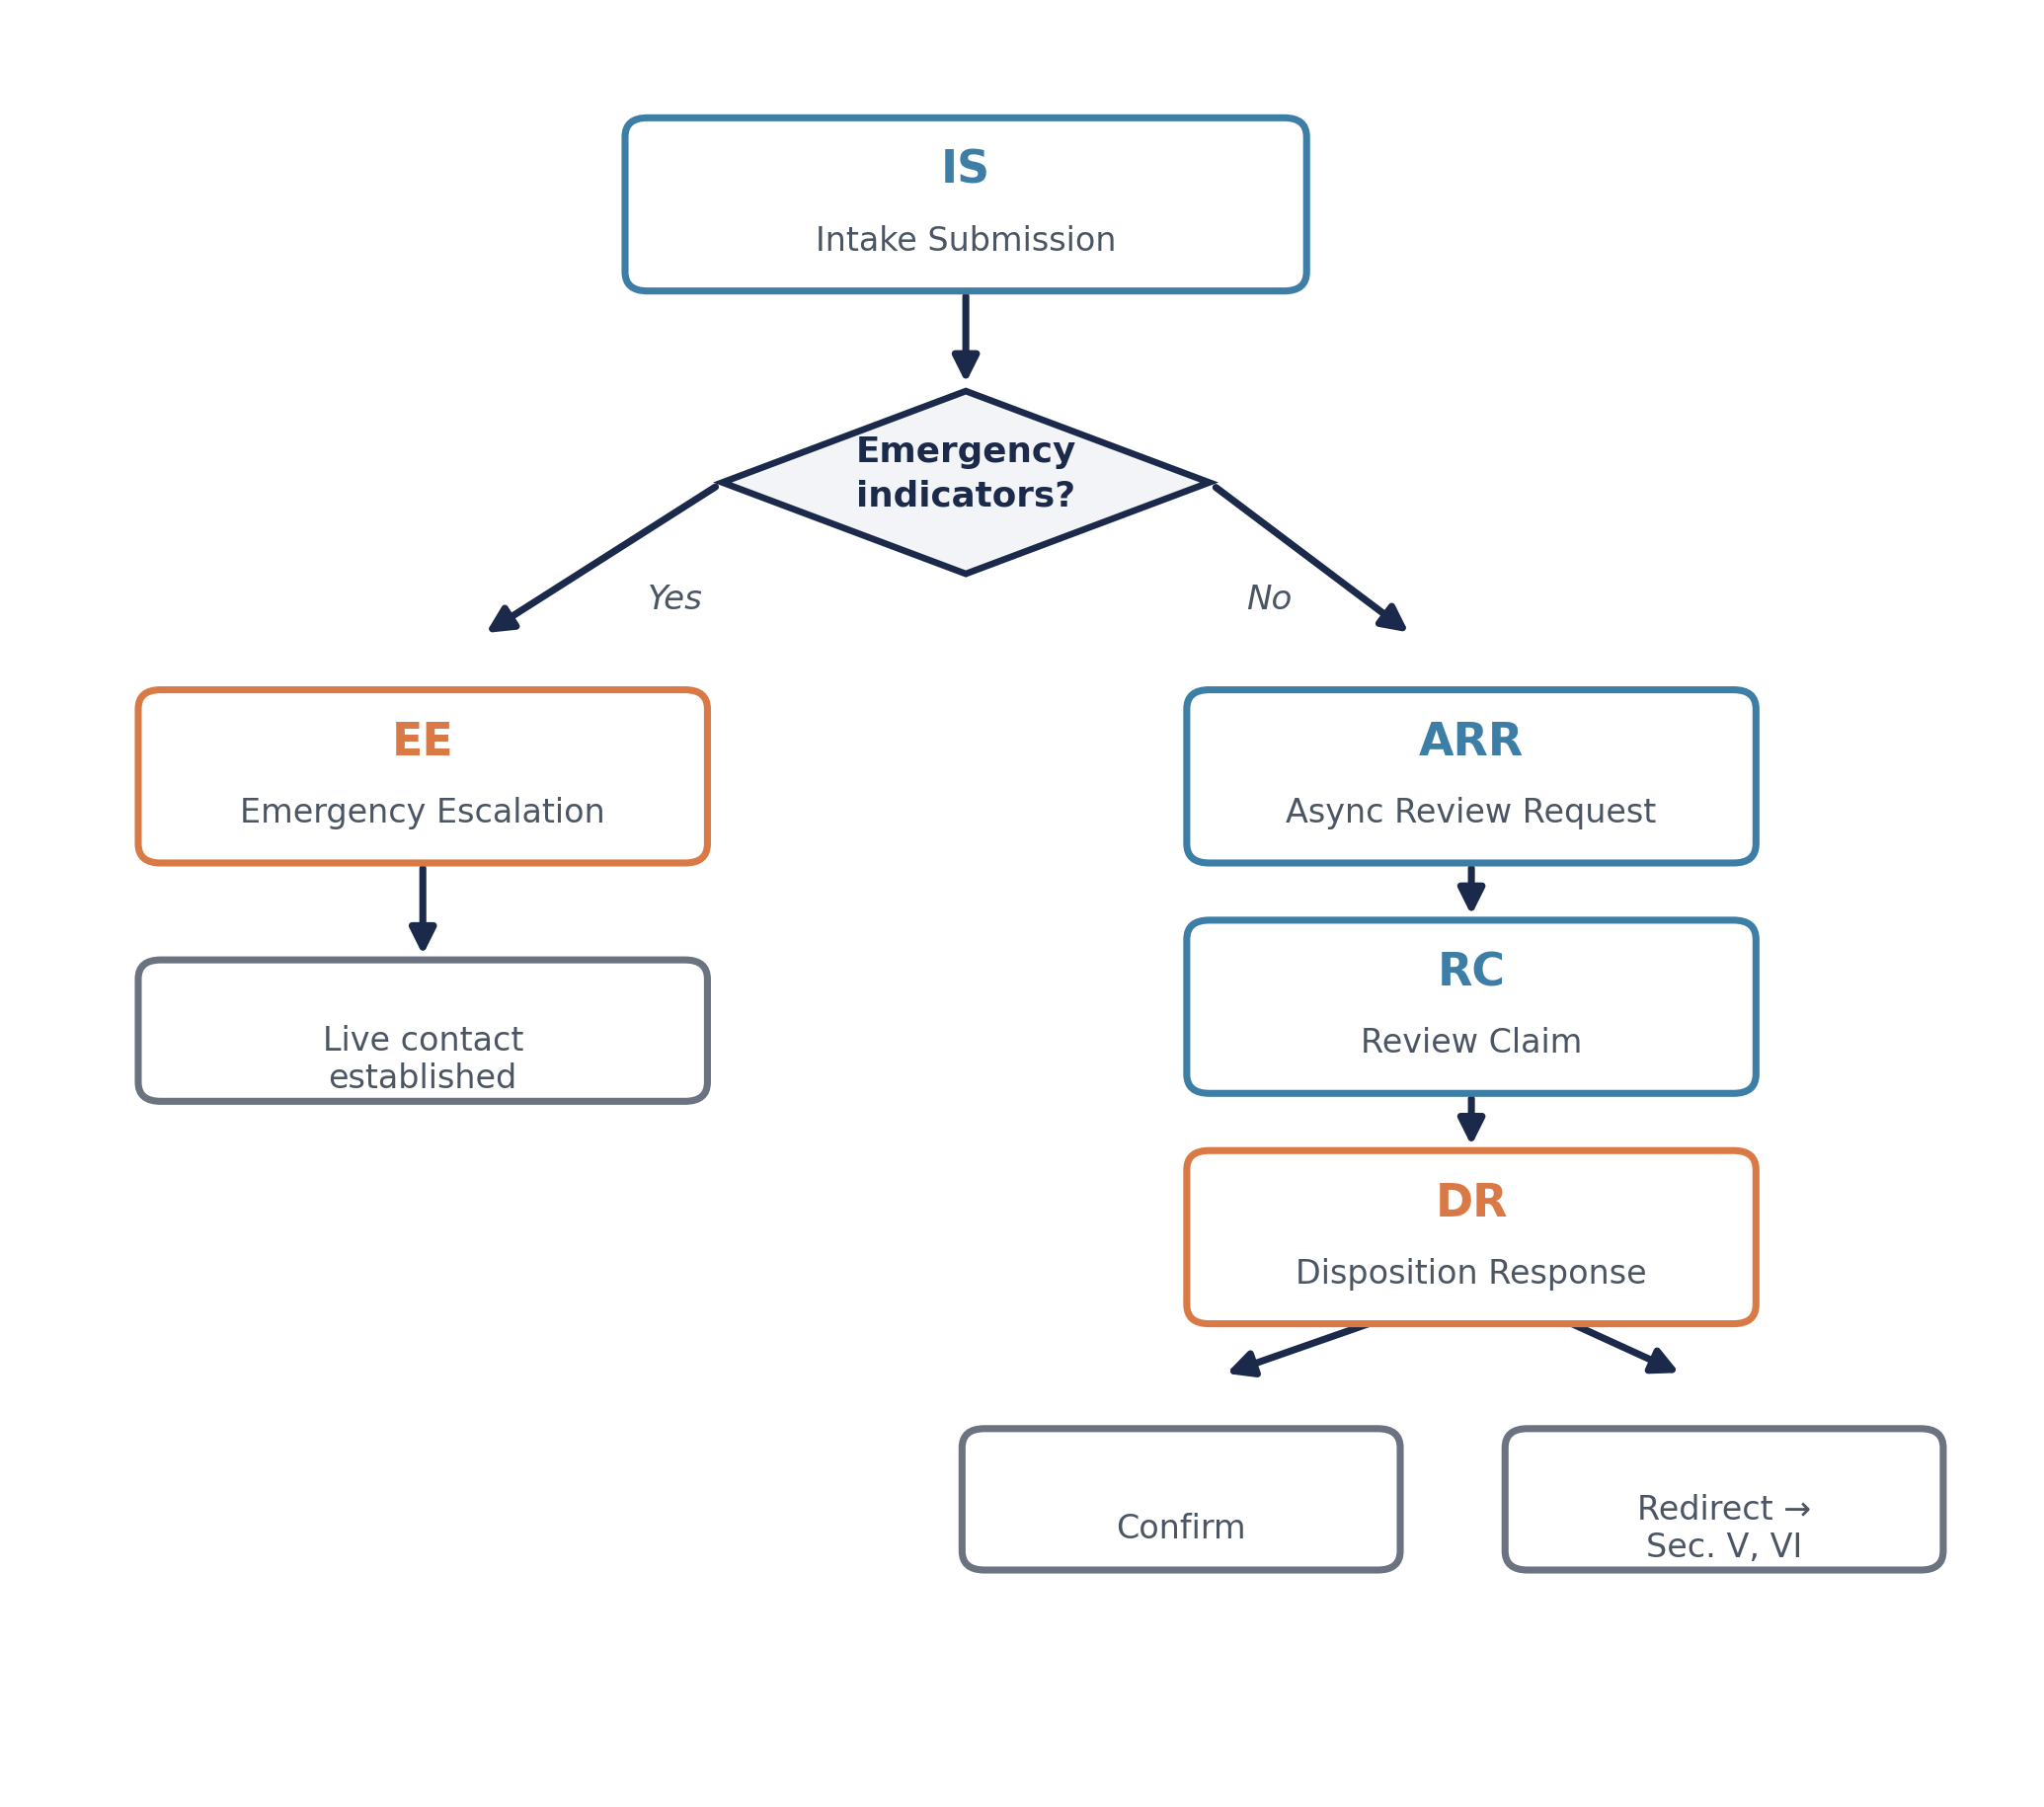 IS
Intake Submission
Emergency
indicators?
Yes
No
EE
Emergency Escalation
ARR
Async Review Request
Live contact
established
RC
Review Claim
DR
Disposition Response
Confirm
Redirect →
Sec. V, VI